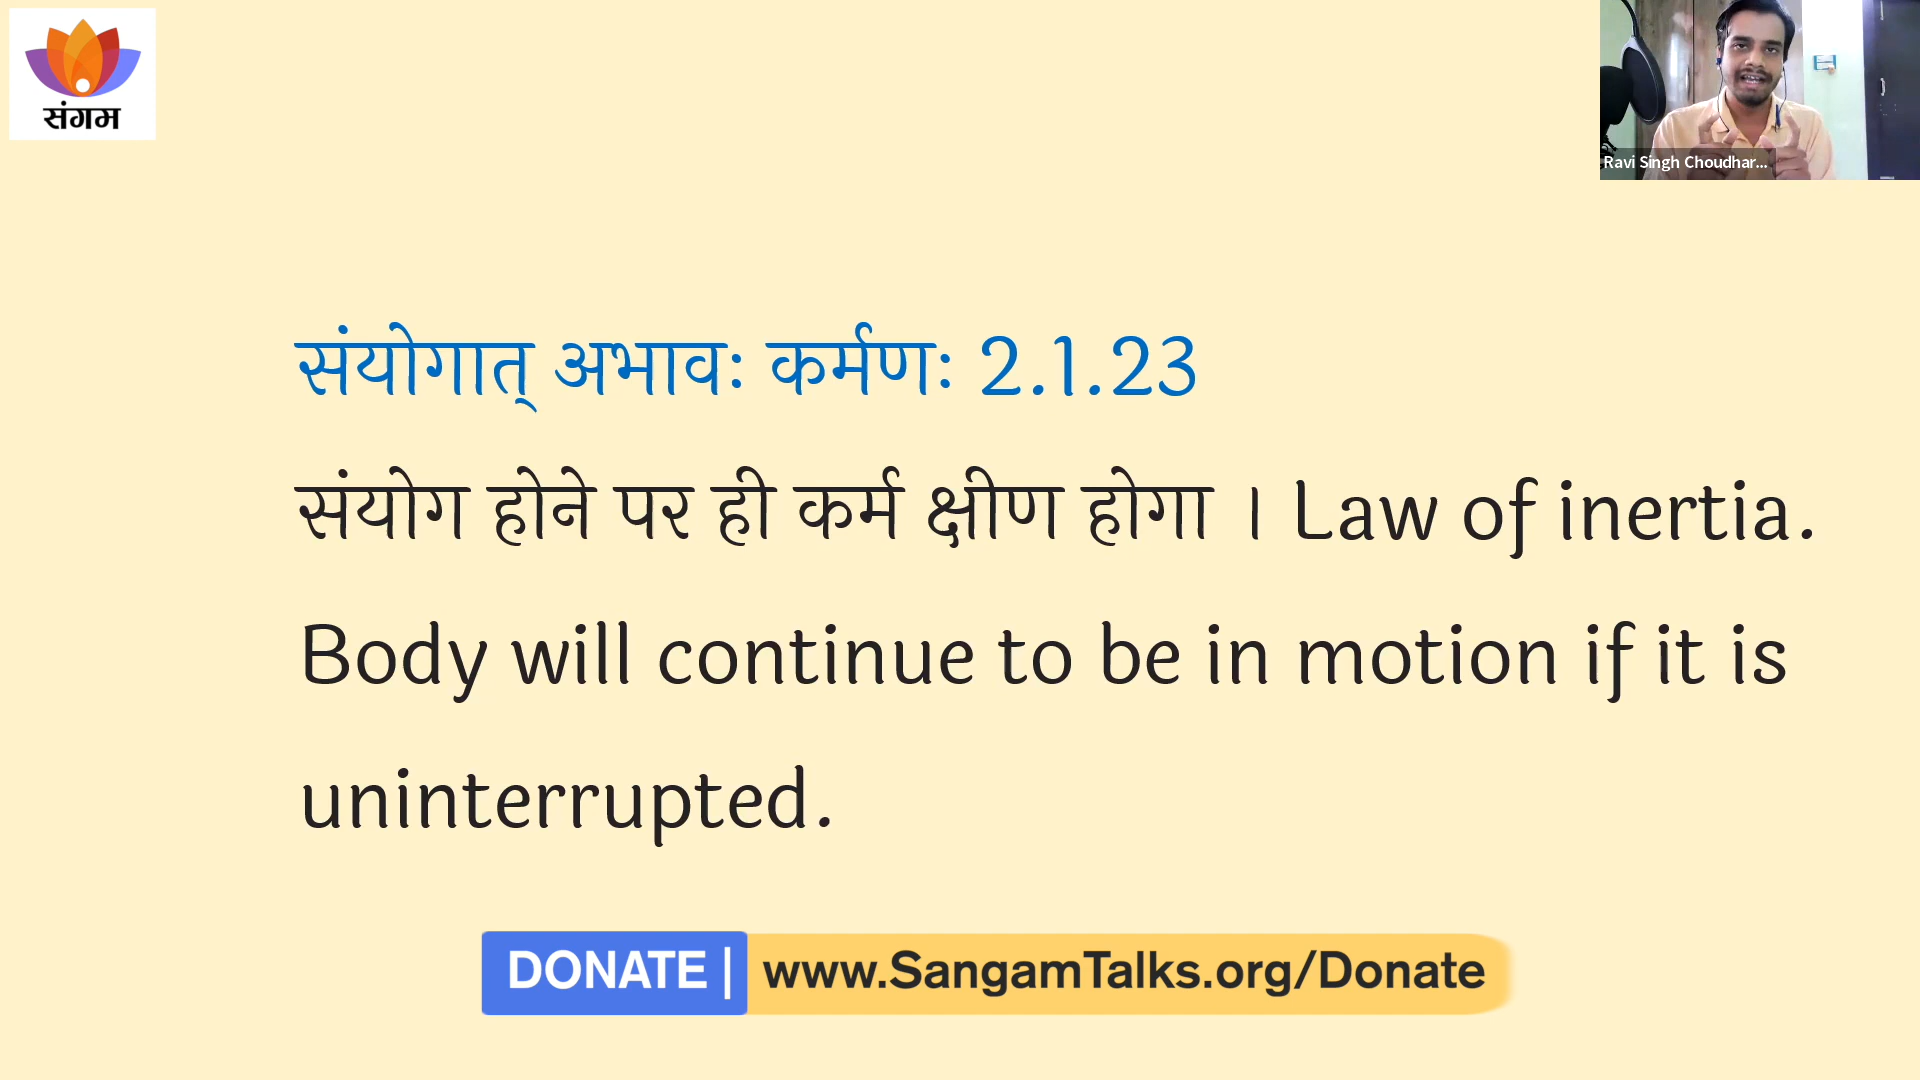 संगम
Ravi Singh Choudhar...
संयोगात् अभावः कर्मणः 2.1.23
संयोग होने पर ही कर्म क्षीण होगा । Law of inertia.
Body will continue to be in motion if it is
uninterrupted.
DONATE | www.SangamTalks.org/Donate